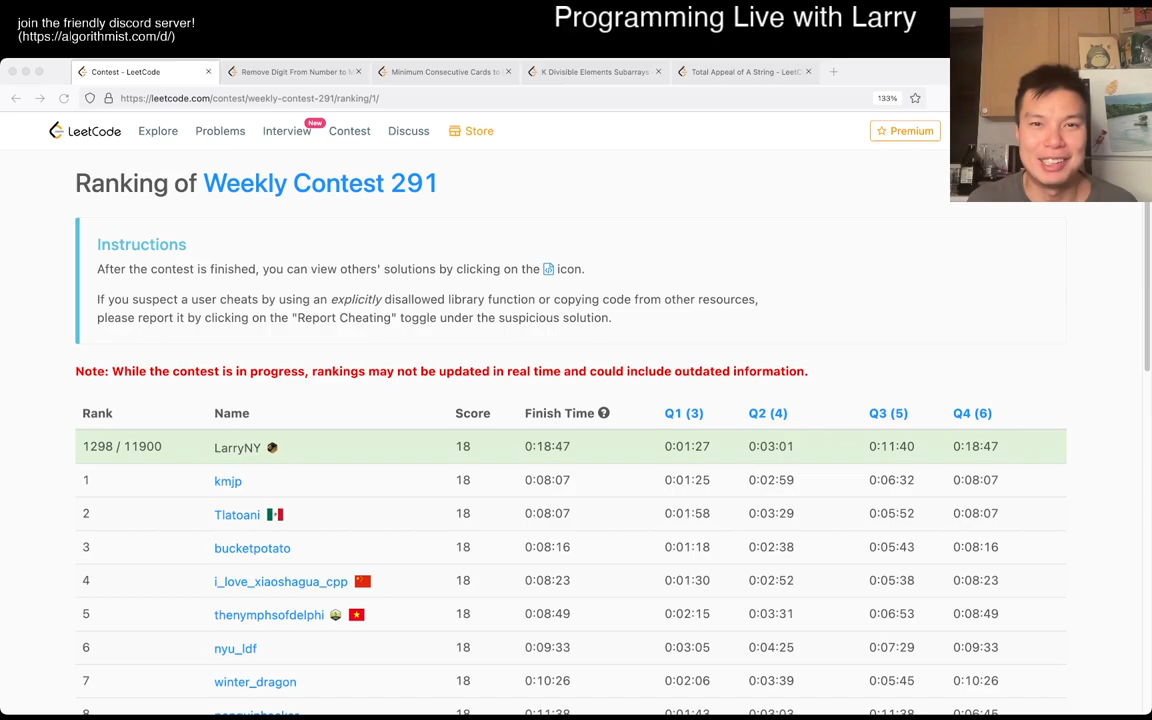 join the friendly discord server!
(https://algorithmist.com/d/)
Programming Live with Larry
Contest - LeetCode
Remove Digit From Number to M
Minimum Consecutive Cards to
K Divisible Elements Subarrays
Total Appeal of A String - LeetC
https://leetcode.com/contest/weekly-contest-291/ranking/1/
133%
LeetCode Explore Problems Interview New Contest Discuss Store Premium
Ranking of Weekly Contest 291
Instructions
After the contest is finished, you can view others' solutions by clicking on the icon.
If you suspect a user cheats by using an explicitly disallowed library function or copying code from other resources,
please report it by clicking on the "Report Cheating" toggle under the suspicious solution.
Note: While the contest is in progress, rankings may not be updated in real time and could include outdated information.
Rank Name Score Finish Time Q1 (3) Q2 (4) Q3 (5) Q4 (6)
1298 / 11900 LarryNY 18 0:18:47 0:01:27 0:03:01 0:11:40 0:18:47
1 kmjp 18 0:08:07 0:01:25 0:02:59 0:06:32 0:08:07
2 Tlatoani 18 0:08:07 0:01:58 0:03:29 0:05:52 0:08:07
3 bucketpotato 18 0:08:16 0:01:18 0:02:38 0:05:43 0:08:16
4 i_love_xiaoshagua_cpp 18 0:08:23 0:01:30 0:02:52 0:05:38 0:08:23
5 thenymphsofdelphi 18 0:08:49 0:02:15 0:03:31 0:06:53 0:08:49
6 nyu_ldf 18 0:09:33 0:03:05 0:04:25 0:07:29 0:09:33
7 winter_dragon 18 0:10:26 0:02:06 0:03:39 0:05:45 0:10:26